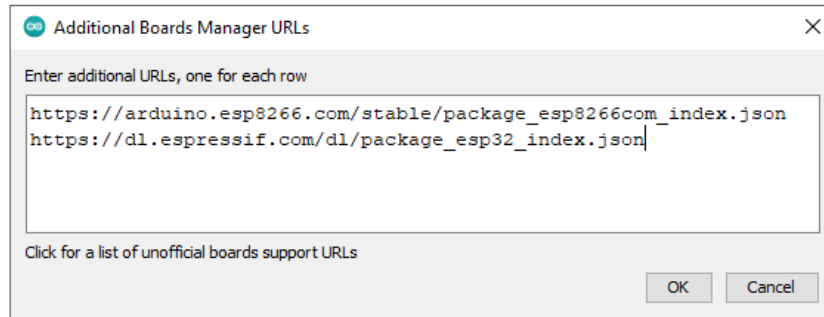 Additional Boards Manager URLs
Enter additional URLs, one for each row
https://arduino.esp8266.com/stable/package_esp8266com_index.json
https://dl.espressif.com/dl/package_esp32_index.json
Click for a list of unofficial boards support URLs
OK Cancel